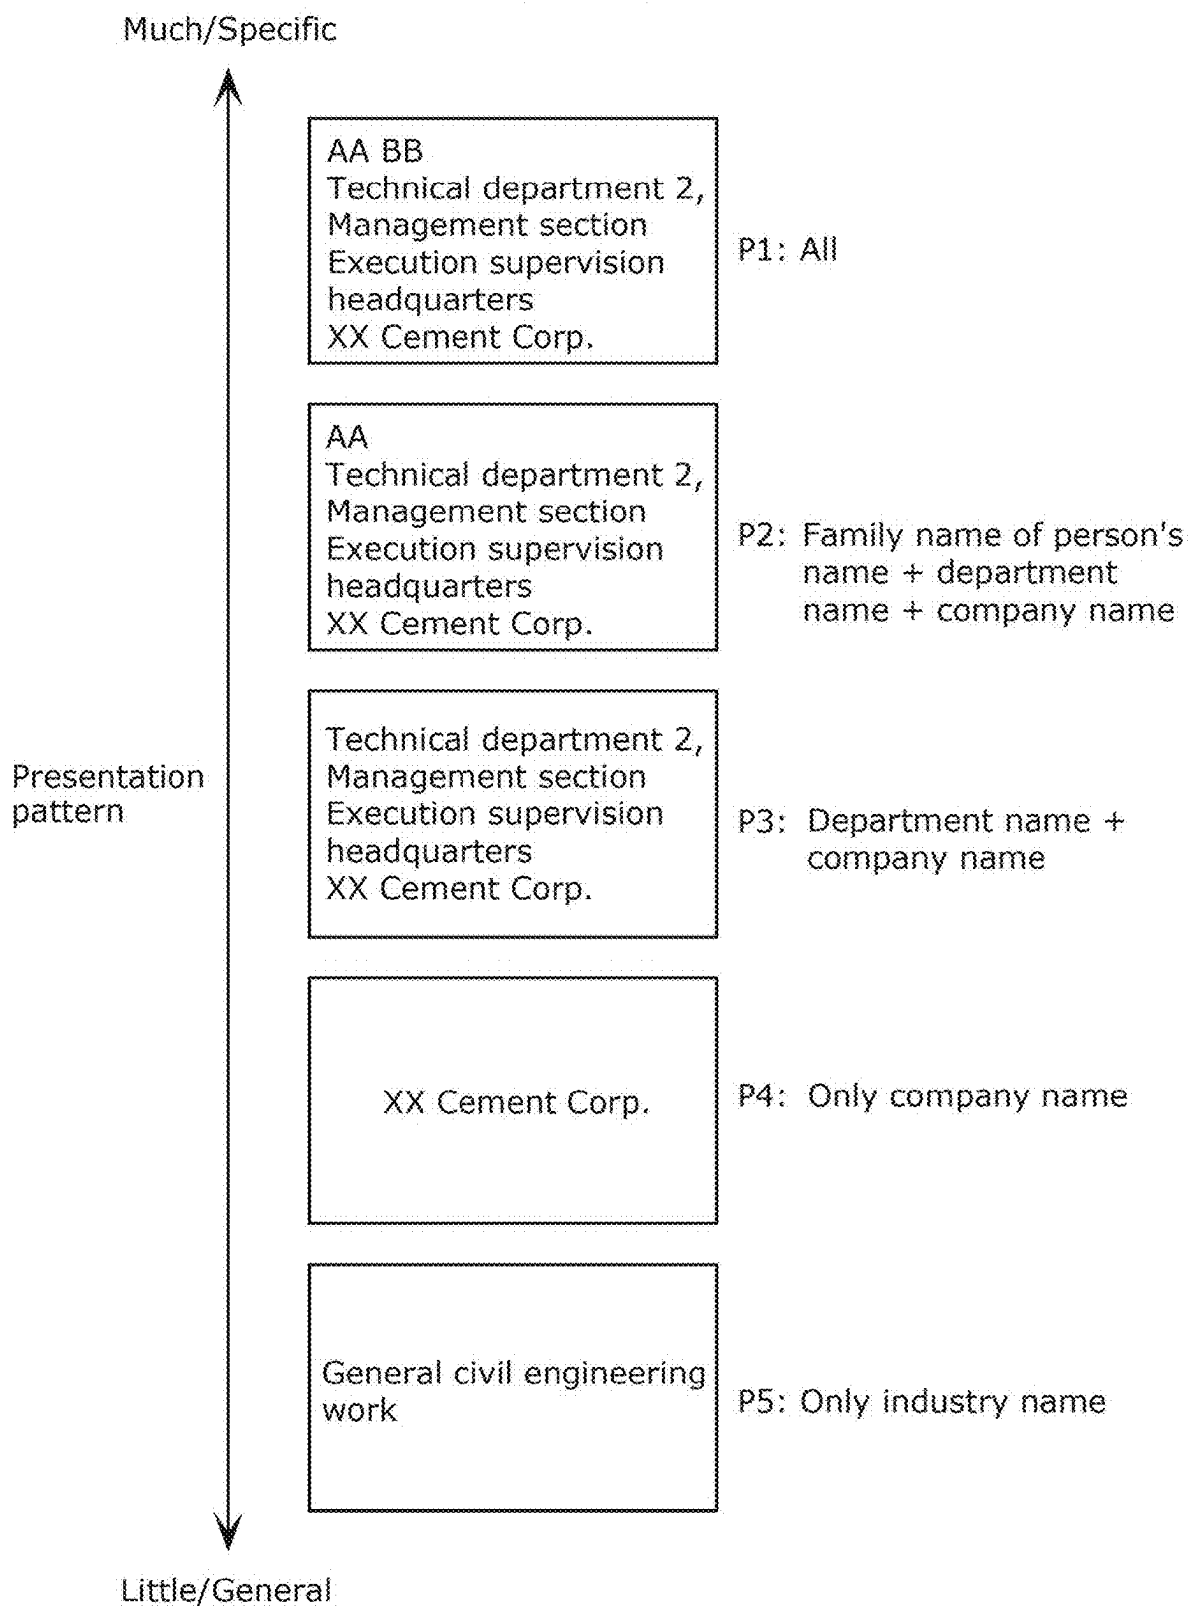 Much/Specific
AA BB
Technical department 2,
Management section
Execution supervision
headquarters
XX Cement Corp.
P1: All
AA
Technical department 2,
Management section
Execution supervision
headquarters
XX Cement Corp.
P2: Family name of person's
name + department
name + company name
Presentation
pattern
Technical department 2,
Management section
Execution supervision
headquarters
XX Cement Corp.
P3: Department name +
company name
XX Cement Corp.
P4: Only company name
General civil engineering
work
P5: Only industry name
Little/General